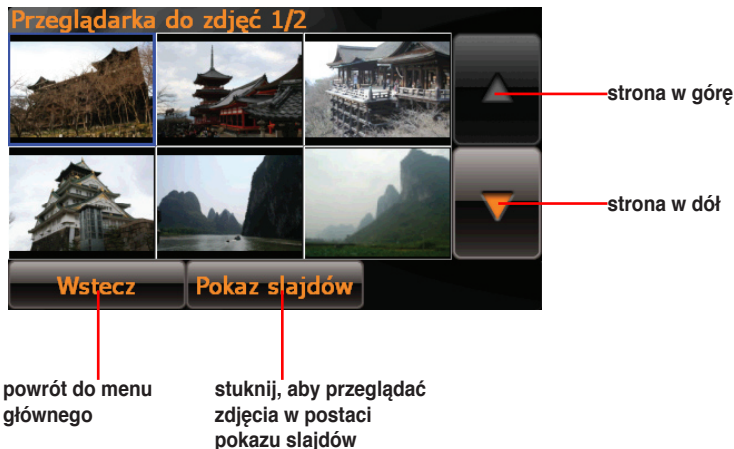 Przeglądarka do zdjęć 1/2
strona w górę
strona w dół
Wstecz
Pokaz slajdów
powrót do menu
głównego
stuknij, aby przeglądać
zdjęcia w postaci
pokazu slajdów